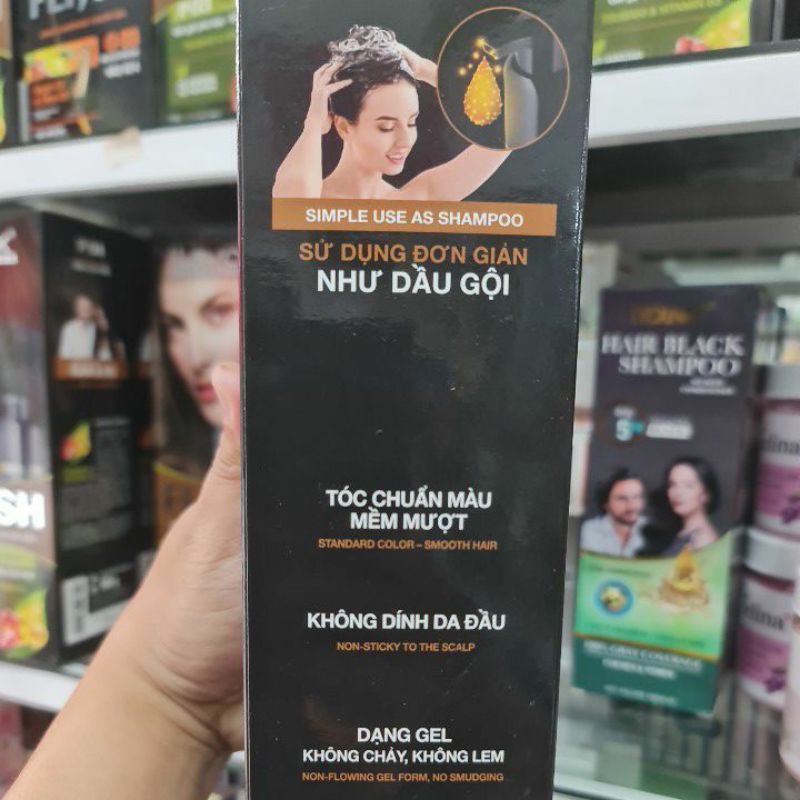 SIMPLE USE AS SHAMPOO
SỬ DỤNG ĐƠN GIẢN
NHƯ DẦU GỘI
TÓC CHUẨN MÀU
MỀM MƯỢT
STANDARD COLOR – SMOOTH HAIR
KHÔNG DÍNH DA ĐẦU
NON-STICKY TO THE SCALP
DẠNG GEL
KHÔNG CHẢY, KHÔNG LEM
NON-FLOWING GEL FORM, NO SMUDGING
HAIR BLACK
SHAMPOO
5
SH